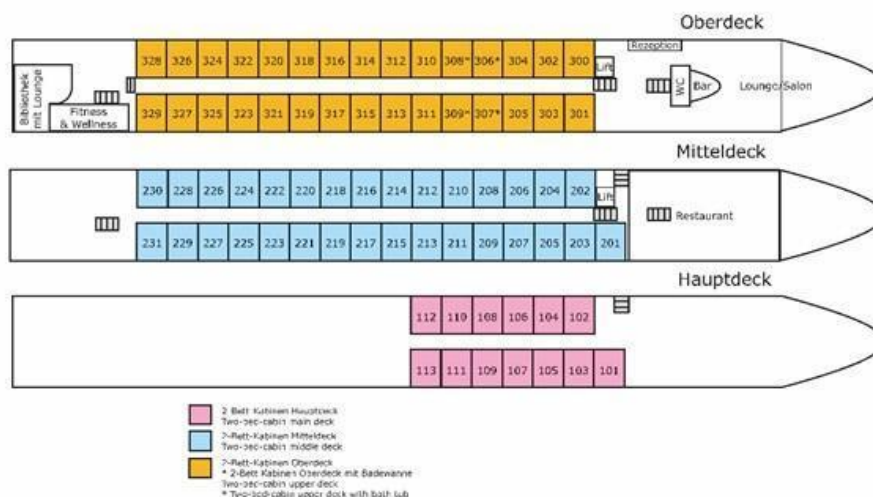 Oberdeck
Rezeption
328 326 324 322 320 318 316 314 312 310 308* 306* 304 302 300
Lift
Bibliothek
mit Lounge
Fitness
& Wellness
WC
Bar
Lounge/Salon
329 327 325 323 321 319 317 315 313 311 309* 307* 305 303 301
Mitteldeck
230 228 226 224 222 220 218 216 214 212 210 208 206 204 202
Lift
Restaurant
231 229 227 225 223 221 219 217 215 213 211 209 207 205 203 201
Hauptdeck
112 110 108 106 104 102
113 111 109 107 105 103 101
2-Bett-Kabinen Hauptdeck
Two-bed-cabin main deck
2-Bett-Kabinen Mitteldeck
Two-bed-cabin middle deck
2-Bett-Kabinen Oberdeck
* 2-Bett Kabinen Oberdeck mit Badewanne
Two-bed-cabin upper deck
* Two-bed-cabin upper deck with bath tub